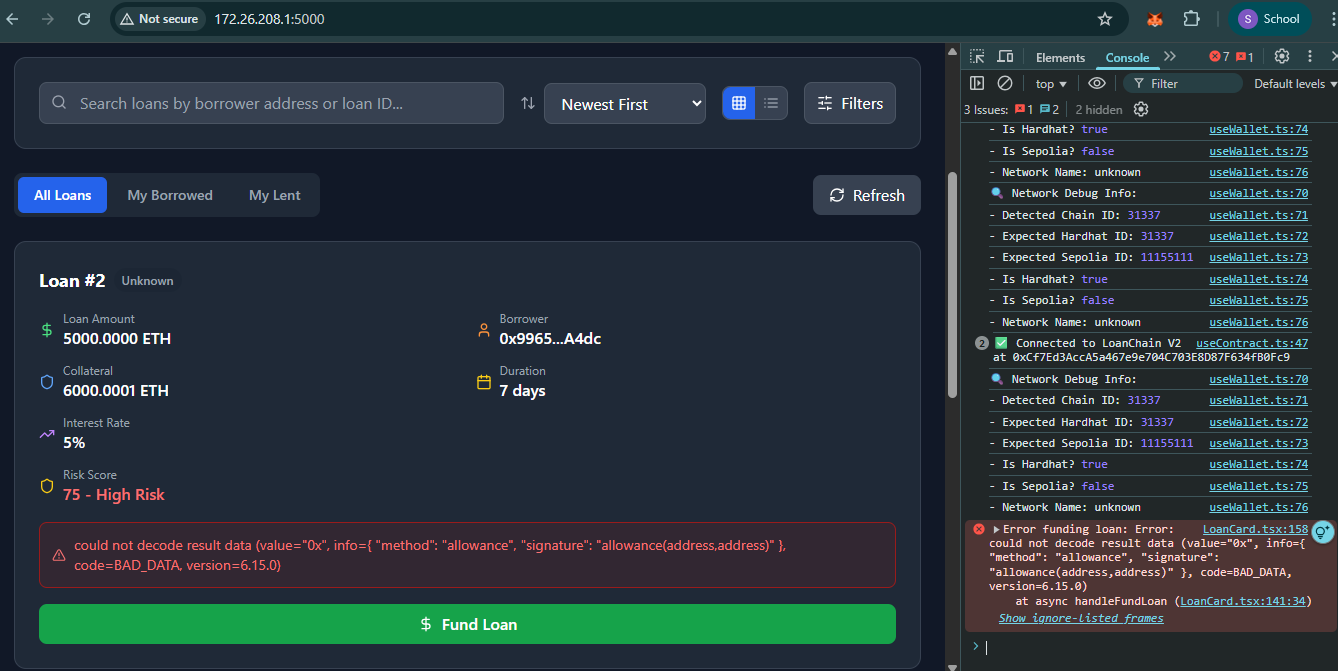 Not secure 172.26.208.1:5000
S School
Search loans by borrower address or loan ID...
Newest First
Filters
All Loans
My Borrowed
My Lent
Refresh
Loan #2 Unknown
Loan Amount
5000.0000 ETH
Borrower
0x9965...A4dc
Collateral
6000.0001 ETH
Duration
7 days
Interest Rate
5%
Risk Score
75 - High Risk
could not decode result data (value="0x", info={ "method": "allowance", "signature": "allowance(address,address)" },
code=BAD_DATA, version=6.15.0)
$ Fund Loan
Elements Console 7 1
top Filter Default levels
3 Issues: 1 2 2 hidden
- Is Hardhat? true useWallet.ts:74
- Is Sepolia? false useWallet.ts:75
- Network Name: unknown useWallet.ts:76
🔍 Network Debug Info: useWallet.ts:70
- Detected Chain ID: 31337 useWallet.ts:71
- Expected Hardhat ID: 31337 useWallet.ts:72
- Expected Sepolia ID: 11155111 useWallet.ts:73
- Is Hardhat? true useWallet.ts:74
- Is Sepolia? false useWallet.ts:75
- Network Name: unknown useWallet.ts:76
2 ✅ Connected to LoanChain V2 useContract.ts:47
at 0xCf7Ed3AccA5a467e9e704C703E8D87F634fB0Fc9
🔍 Network Debug Info: useWallet.ts:70
- Detected Chain ID: 31337 useWallet.ts:71
- Expected Hardhat ID: 31337 useWallet.ts:72
- Expected Sepolia ID: 11155111 useWallet.ts:73
- Is Hardhat? true useWallet.ts:74
- Is Sepolia? false useWallet.ts:75
- Network Name: unknown useWallet.ts:76
Error funding loan: Error: LoanCard.tsx:158
could not decode result data (value="0x", info={
"method": "allowance", "signature":
"allowance(address,address)" }, code=BAD_DATA,
version=6.15.0)
at async handleFundLoan (LoanCard.tsx:141:34)
Show ignore-listed frames